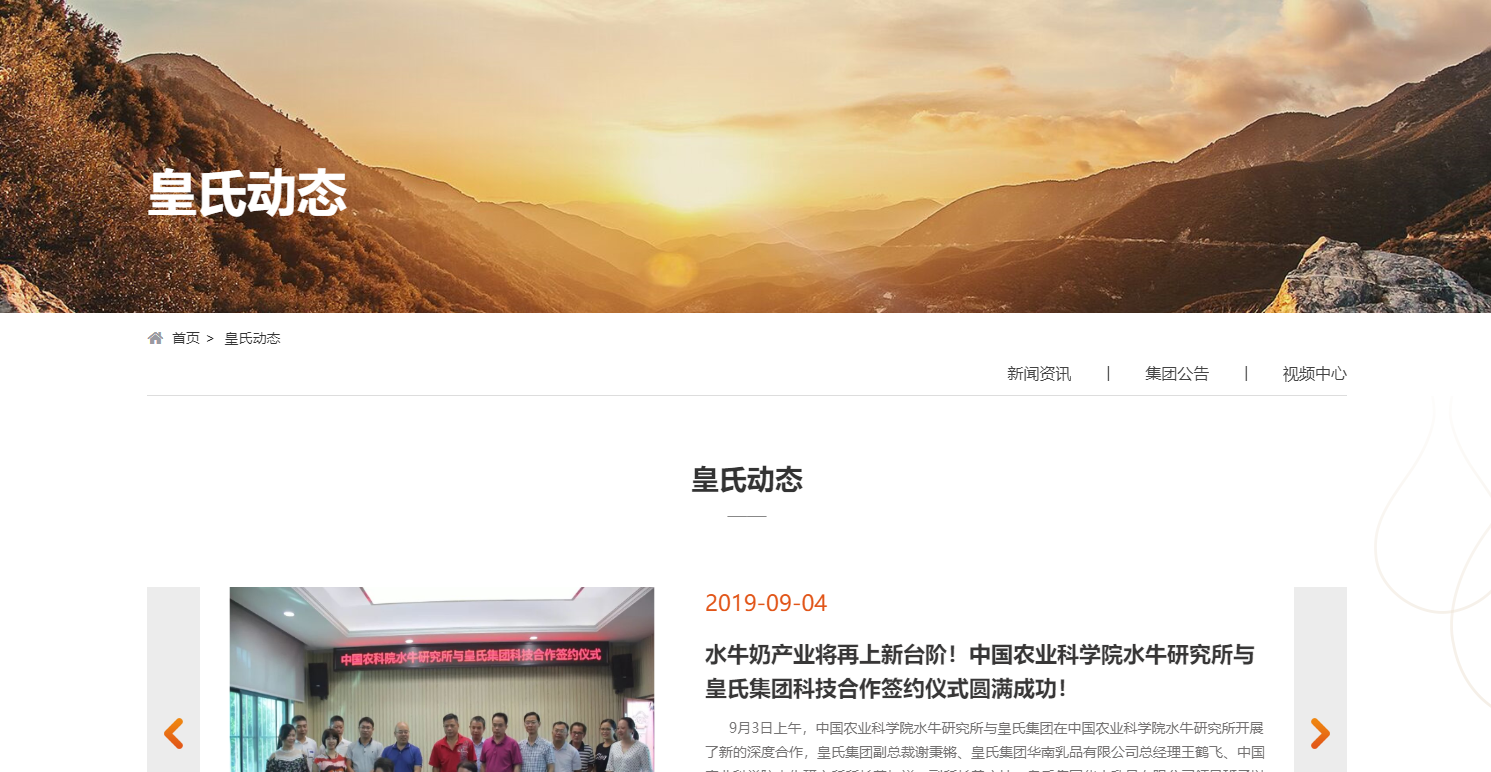 皇氏动态
首页 > 皇氏动态
新闻资讯 | 集团公告 | 视频中心
皇氏动态
2019-09-04
中国农科院水牛研究所与皇氏集团科技合作签约仪式
水牛奶产业将再上新台阶！中国农业科学院水牛研究所与
皇氏集团科技合作签约仪式圆满成功！
9月3日上午，中国农业科学院水牛研究所与皇氏集团在中国农业科学院水牛研究所开展
了新的深度合作，皇氏集团副总裁谢秉锵、皇氏集团华南乳品有限公司总经理王鹤飞、中国